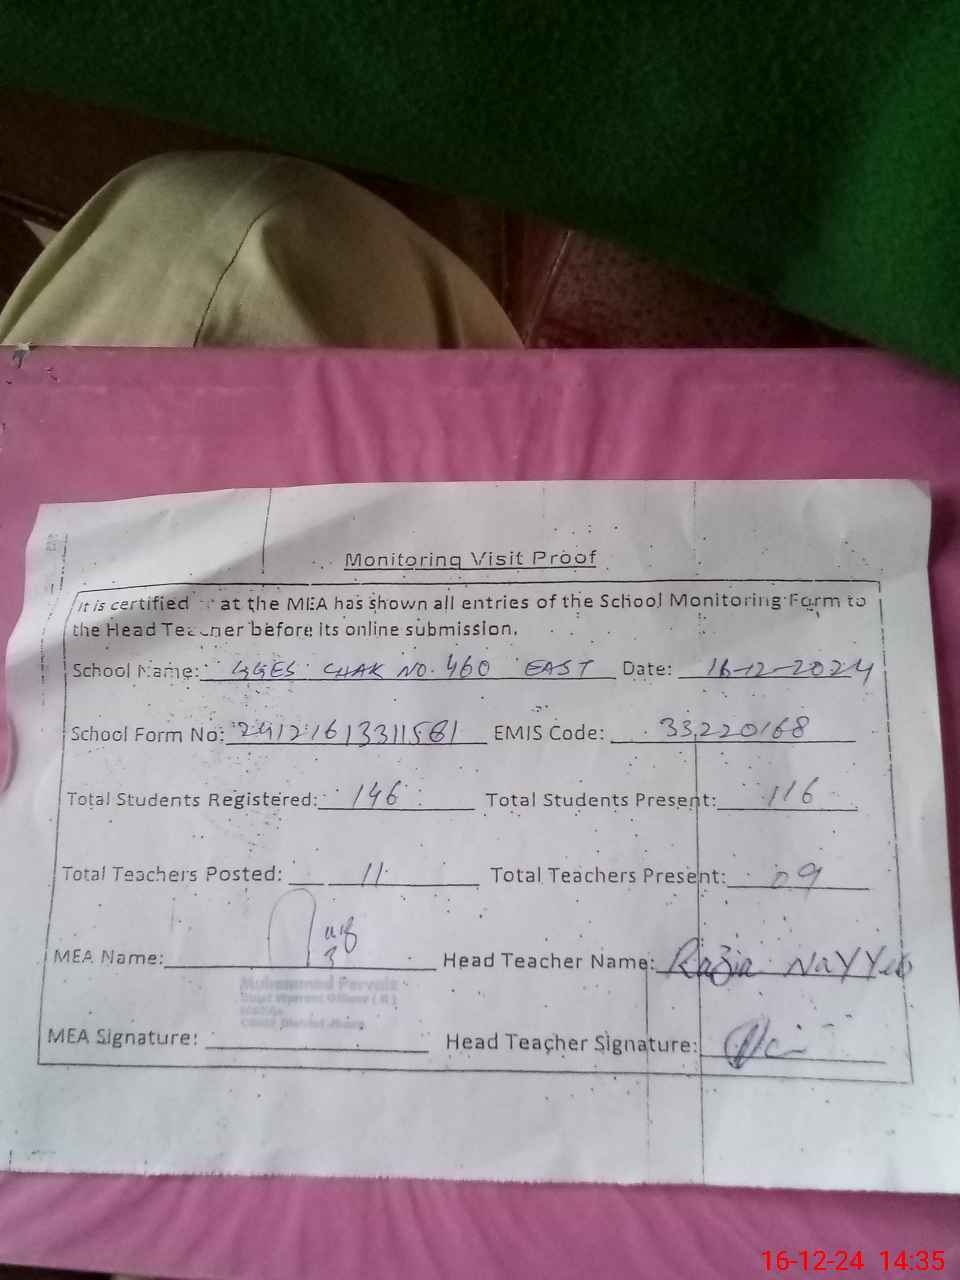 Monitoring Visit Proof
It is certified at the MEA has shown all entries of the School Monitoring Form to
the Head Teacher before its online submission.
School Name: GGES CHAK NO. 460 EAST Date: 16-12-2024
School Form No: EMIS Code: 33220168
Total Students Registered: 146 Total Students Present: 116
Total Teachers Posted: 11 Total Teachers Present: 09
MEA Name: Head Teacher Name: Razia Nayyer
Muhammad Pervaiz
MEA Signature: Head Teacher Signature:
16-12-24 14:35